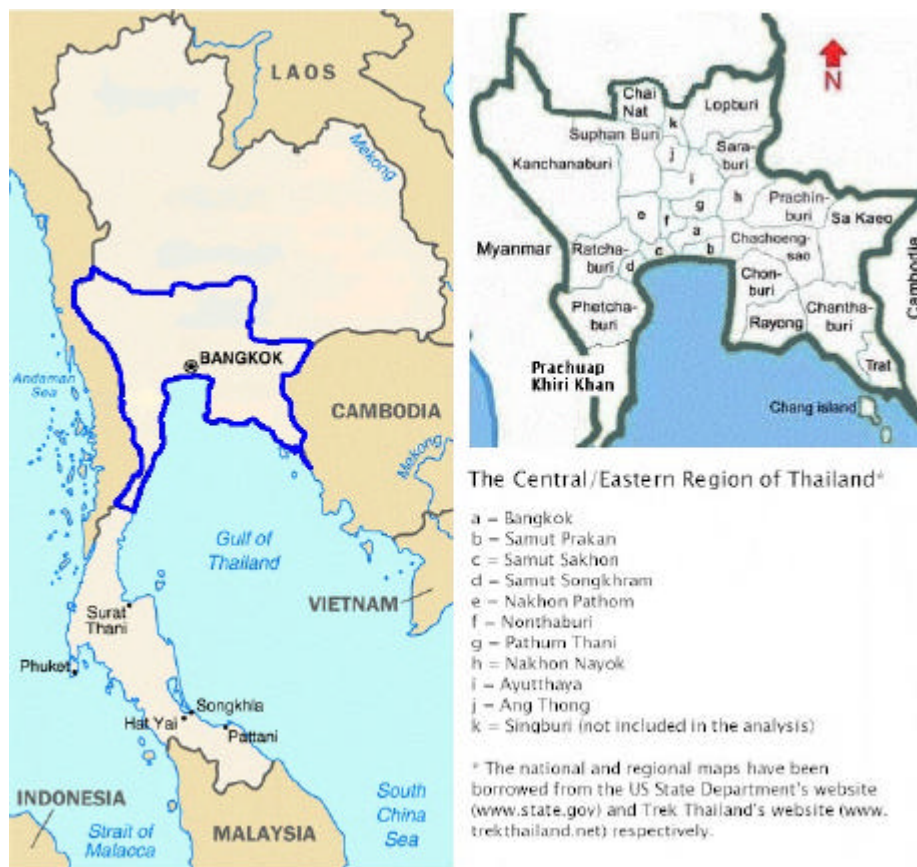 LAOS
Mekong
BANGKOK
Andaman
Sea
CAMBODIA
Mekong
Gulf of
Thailand
VIETNAM
Surat
Thani
Phuket
Songkhla
Hat Yai
Pattani
INDONESIA
Strait of
Malacca
MALAYSIA
South
China
Sea
N
Chai
Nat
Lopburi
k
Suphan Buri
j
Sara-
buri
Kanchanaburi
i
h
Prachin-
buri
g
Sa Kaeo
e
f
a
Myanmar
Ratcha-
buri
d
c
b
Chachoeng-
sao
Chon-
buri
Cambodia
Phetcha-
buri
Rayong
Chantha-
buri
Prachuap
Khiri Khan
Trat
Chang island
The Central/Eastern Region of Thailand*
a = Bangkok
b = Samut Prakan
c = Samut Sakhon
d = Samut Songkhram
e = Nakhon Pathom
f = Nonthaburi
g = Pathum Thani
h = Nakhon Nayok
i = Ayutthaya
j = Ang Thong
k = Singburi (not included in the analysis)
* The national and regional maps have been
borrowed from the US State Department's website
(www.state.gov) and Trek Thailand's website (www.
trekthailand.net) respectively.